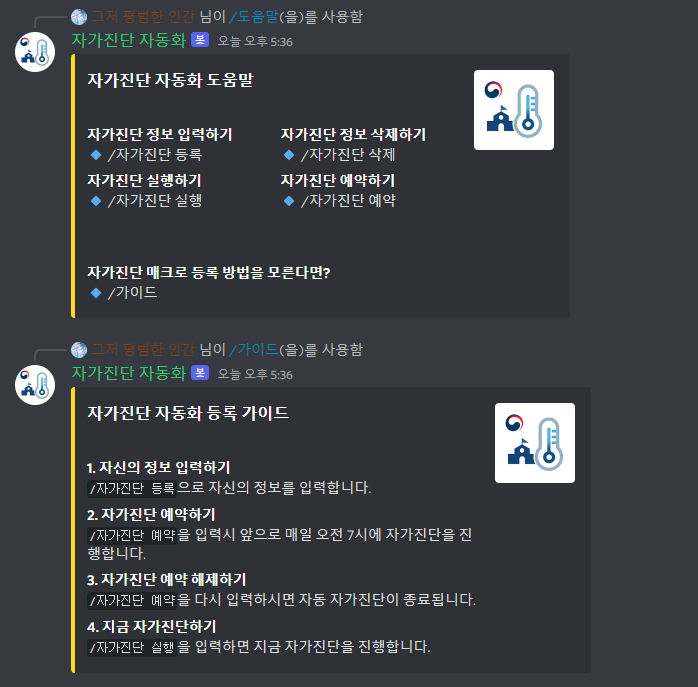 그저 평범한 인간 님이 /도움말(을)를 사용함
자가진단 자동화 봇 오늘 오후 5:36
자가진단 자동화 도움말
자가진단 정보 입력하기 자가진단 정보 삭제하기
/자가진단 등록 /자가진단 삭제
자가진단 실행하기 자가진단 예약하기
/자가진단 실행 /자가진단 예약
자가진단 매크로 등록 방법을 모른다면?
/가이드
그저 평범한 인간 님이 /가이드(을)를 사용함
자가진단 자동화 봇 오늘 오후 5:36
자가진단 자동화 등록 가이드
1. 자신의 정보 입력하기
/자가진단 등록으로 자신의 정보를 입력합니다.
2. 자가진단 예약하기
/자가진단 예약을 입력시 앞으로 매일 오전 7시에 자가진단을 진
행합니다.
3. 자가진단 예약 해제하기
/자가진단 예약을 다시 입력하시면 자동 자가진단이 종료됩니다.
4. 지금 자가진단하기
/자가진단 실행을 입력하면 지금 자가진단을 진행합니다.